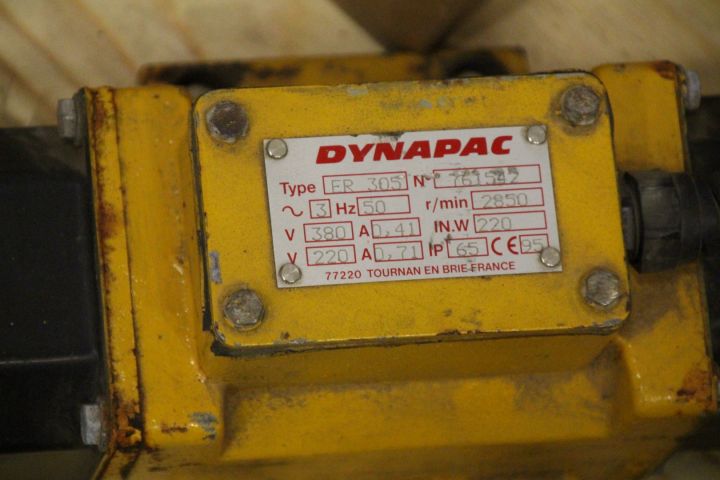 DYNAPAC
Type ER 305 N° 761542
~ 3 Hz 50 r/min 2850
V 380 A 0,41 IN.W 220
V 220 A 0,71 IP 65 CE 95
77220 TOURNAN EN BRIE FRANCE